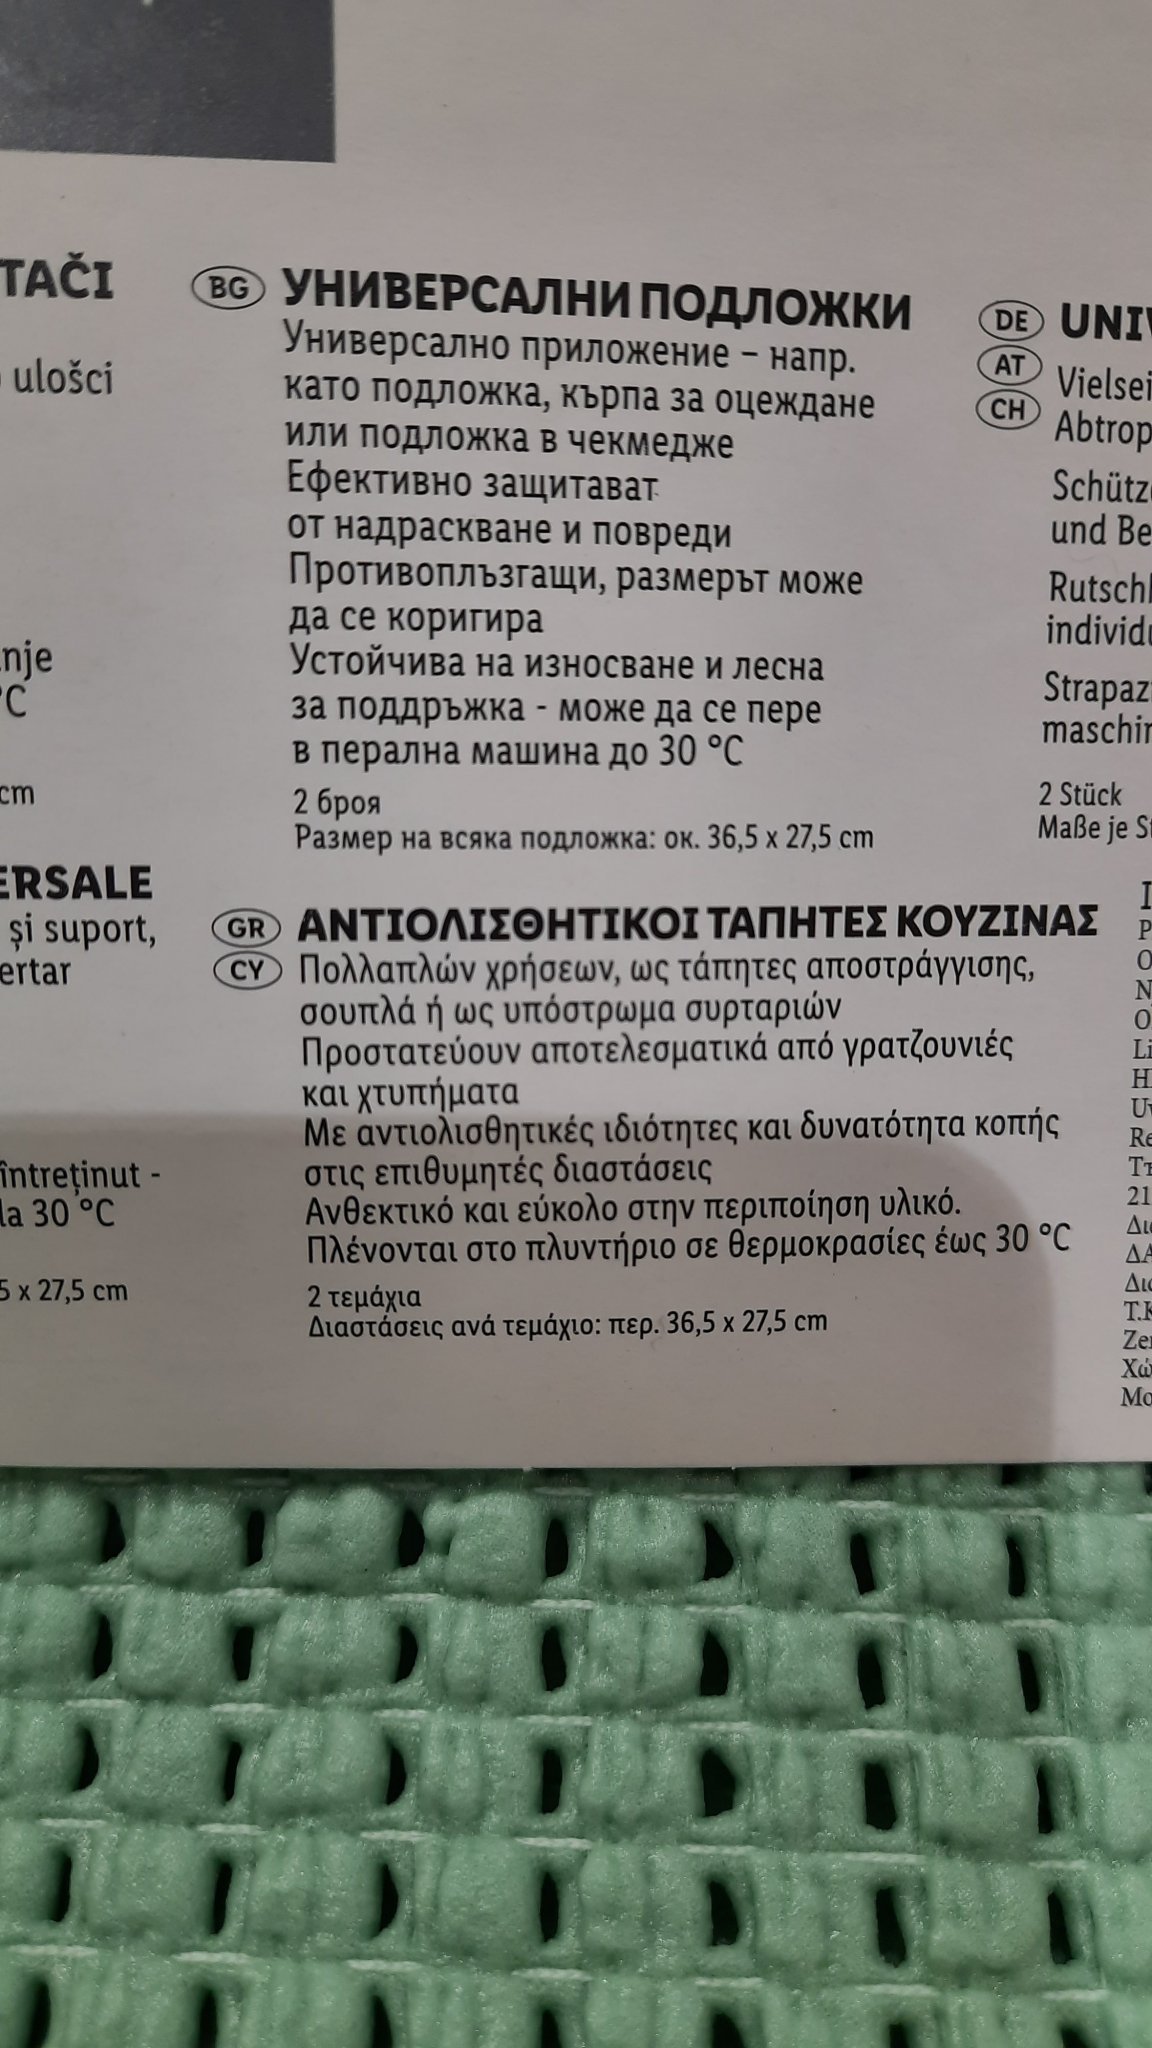 TAČI
ulošci
nje
°C
cm
ERSALE
și suport,
ertar
întreținut -
la 30 °C
5 x 27,5 cm
BG УНИВЕРСАЛНИ ПОДЛОЖКИ
Универсално приложение – напр.
като подложка, кърпа за оцеждане
или подложка в чекмедже
Ефективно защитават
от надраскване и повреди
Противоплъзгащи, размерът може
да се коригира
Устойчива на износване и лесна
за поддръжка - може да се пере
в перална машина до 30 °C
2 броя
Размер на всяка подложка: ок. 36,5 x 27,5 cm
GR CY ΑΝΤΙΟΛΙΣΘΗΤΙΚΟΙ ΤΑΠΗΤΕΣ ΚΟΥΖΙΝΑΣ
Πολλαπλών χρήσεων, ως τάπητες αποστράγγισης,
σουπλά ή ως υπόστρωμα συρταριών
Προστατεύουν αποτελεσματικά από γρατζουνιές
και χτυπήματα
Με αντιολισθητικές ιδιότητες και δυνατότητα κοπής
στις επιθυμητές διαστάσεις
Ανθεκτικό και εύκολο στην περιποίηση υλικό.
Πλένονται στο πλυντήριο σε θερμοκρασίες έως 30 °C
2 τεμάχια
Διαστάσεις ανά τεμάχιο: περ. 36,5 x 27,5 cm
DE AT CH UNIV
Vielsei
Abtrop
Schütze
und Be
Rutsch
individu
Strapaz
maschin
2 Stück
Maße je St